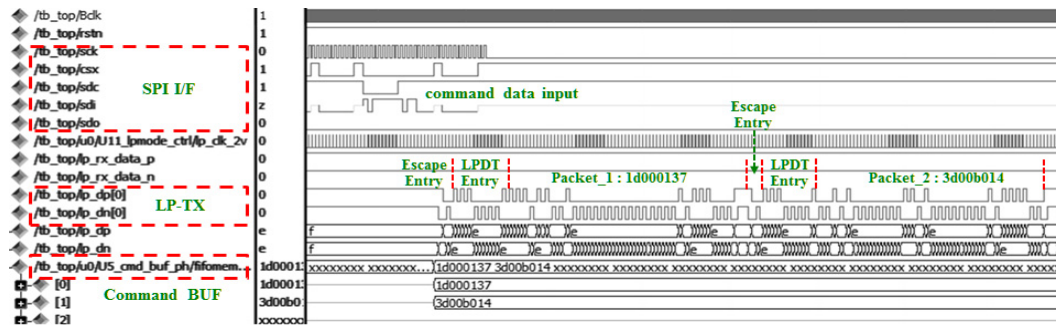 /tb_top/Bclk 1
/tb_top/rstn 1
/tb_top/sck 0
/tb_top/csx 1
/tb_top/sdc 1
/tb_top/sdi z
/tb_top/sdo 0
SPI I/F
command data input
/tb_top/u0/U11_lpmode_ctrl/lp_clk_2v 0
/tb_top/lp_rx_data_p 0
/tb_top/lp_rx_data_n 0
Escape Entry
LPDT Entry
Packet_1 : 1d000137
Escape Entry
LPDT Entry
Packet_2 : 3d00b014
/tb_top/lp_dp[0] 0
/tb_top/lp_dn[0] 0
LP-TX
/tb_top/lp_dp e f e e e e e e
/tb_top/lp_dn e f e e e e e e
/tb_top/u0/U5_cmd_buf_ph/fifomem... 1d0001 xxxxxxxx xxxxxxx... 1d000137 3d00b014 xxxxxxxx xxxxxxxx xxxxxxxx xxxxxxxx xxxxxxxx xxxxxxxx xxxxxxxx xxxxxxxx
[0] 1d0001 1d000137
Command BUF
[1] 3d00b0 3d00b014
[2] xxxxxxx